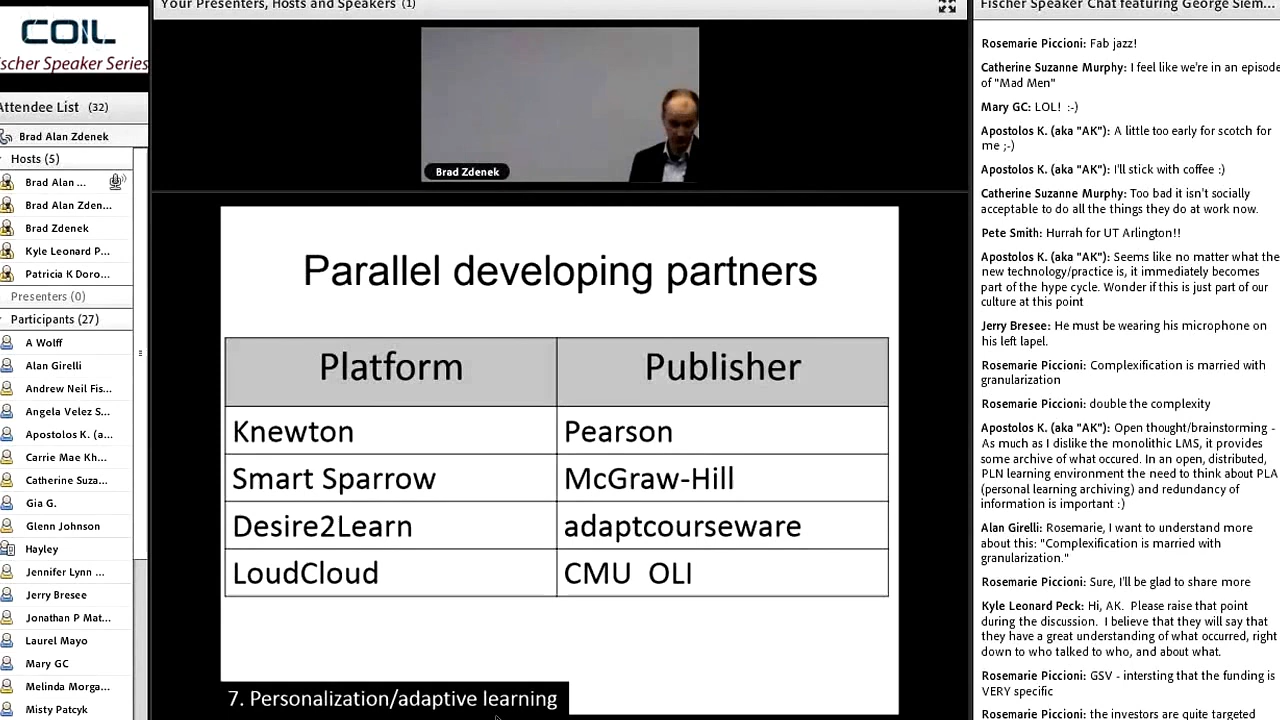 Your Presenters, Hosts and Speakers (1)
COIL
Fischer Speaker Series
Attendee List (32)
Brad Alan Zdenek
Hosts (5)
Brad Alan ...
Brad Alan Zden...
Brad Zdenek
Kyle Leonard P...
Patricia K Doro...
Presenters (0)
Participants (27)
A Wolff
Alan Girelli
Andrew Neil Fis...
Angela Velez S...
Apostolos K. (a...
Carrie Mae Kh...
Catherine Suza...
Gia G.
Glenn Johnson
Hayley
Jennifer Lynn ...
Jerry Bresee
Jonathan P Mat...
Laurel Mayo
Mary GC
Melinda Morga...
Misty Patcyk
Brad Zdenek
Parallel developing partners
Platform Publisher
Knewton Pearson
Smart Sparrow McGraw-Hill
Desire2Learn adaptcourseware
LoudCloud CMU OLI
7. Personalization/adaptive learning
Fischer Speaker Chat featuring George Siem...
Rosemarie Piccioni: Fab jazz!
Catherine Suzanne Murphy: I feel like we're in an episode
of "Mad Men"
Mary GC: LOL! :-)
Apostolos K. (aka "AK"): A little too early for scotch for
me ;-)
Apostolos K. (aka "AK"): I'll stick with coffee :)
Catherine Suzanne Murphy: Too bad it isn't socially
acceptable to do all the things they do at work now.
Pete Smith: Hurrah for UT Arlington!!
Apostolos K. (aka "AK"): Seems like no matter what the
new technology/practice is, it immediately becomes
part of the hype cycle. Wonder if this is just part of our
culture at this point
Jerry Bresee: He must be wearing his microphone on
his left lapel.
Rosemarie Piccioni: Complexification is married with
granularization
Rosemarie Piccioni: double the complexity
Apostolos K. (aka "AK"): Open thought/brainstorming -
As much as I dislike the monolithic LMS, it provides
some archive of what occured. In an open, distributed,
PLN learning environment the need to think about PLA
(personal learning archiving) and redundancy of
information is important :)
Alan Girelli: Rosemarie, I want to understand more
about this: "Complexification is married with
granularization."
Rosemarie Piccioni: Sure, I'll be glad to share more
Kyle Leonard Peck: Hi, AK. Please raise that point
during the discussion. I believe that they will say that
they have a great understanding of what occurred, right
down to who talked to who, and about what.
Rosemarie Piccioni: GSV - intersting that the funding is
VERY specific
Rosemarie Piccioni: the investors are quite targeted